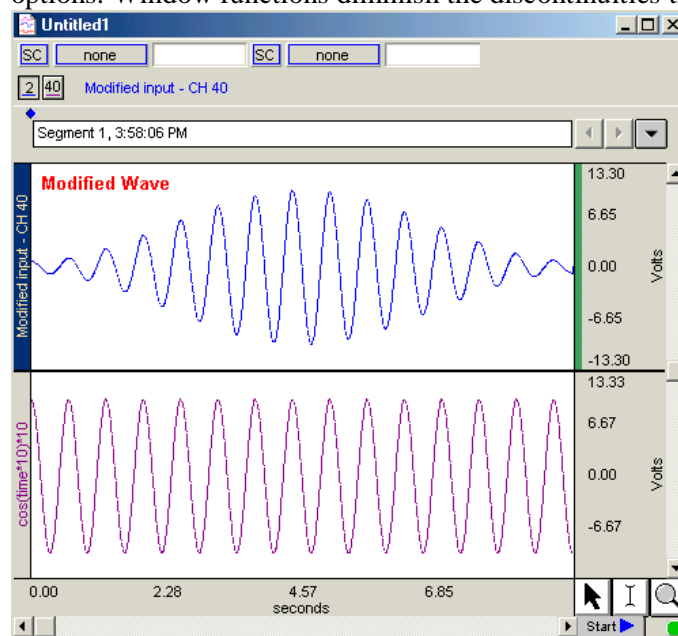 options. Window functions diminish the discontinuities
Untitled1
SC none SC none
2 40 Modified input - CH 40
Segment 1, 3:58:06 PM
Modified Wave
Modified input - CH 40
13.30
6.65
0.00
-6.65
-13.30
Volts
cos(time*10)*10
13.33
6.67
0.00
-6.67
Volts
0.00 2.28 4.57 6.85
seconds
Start